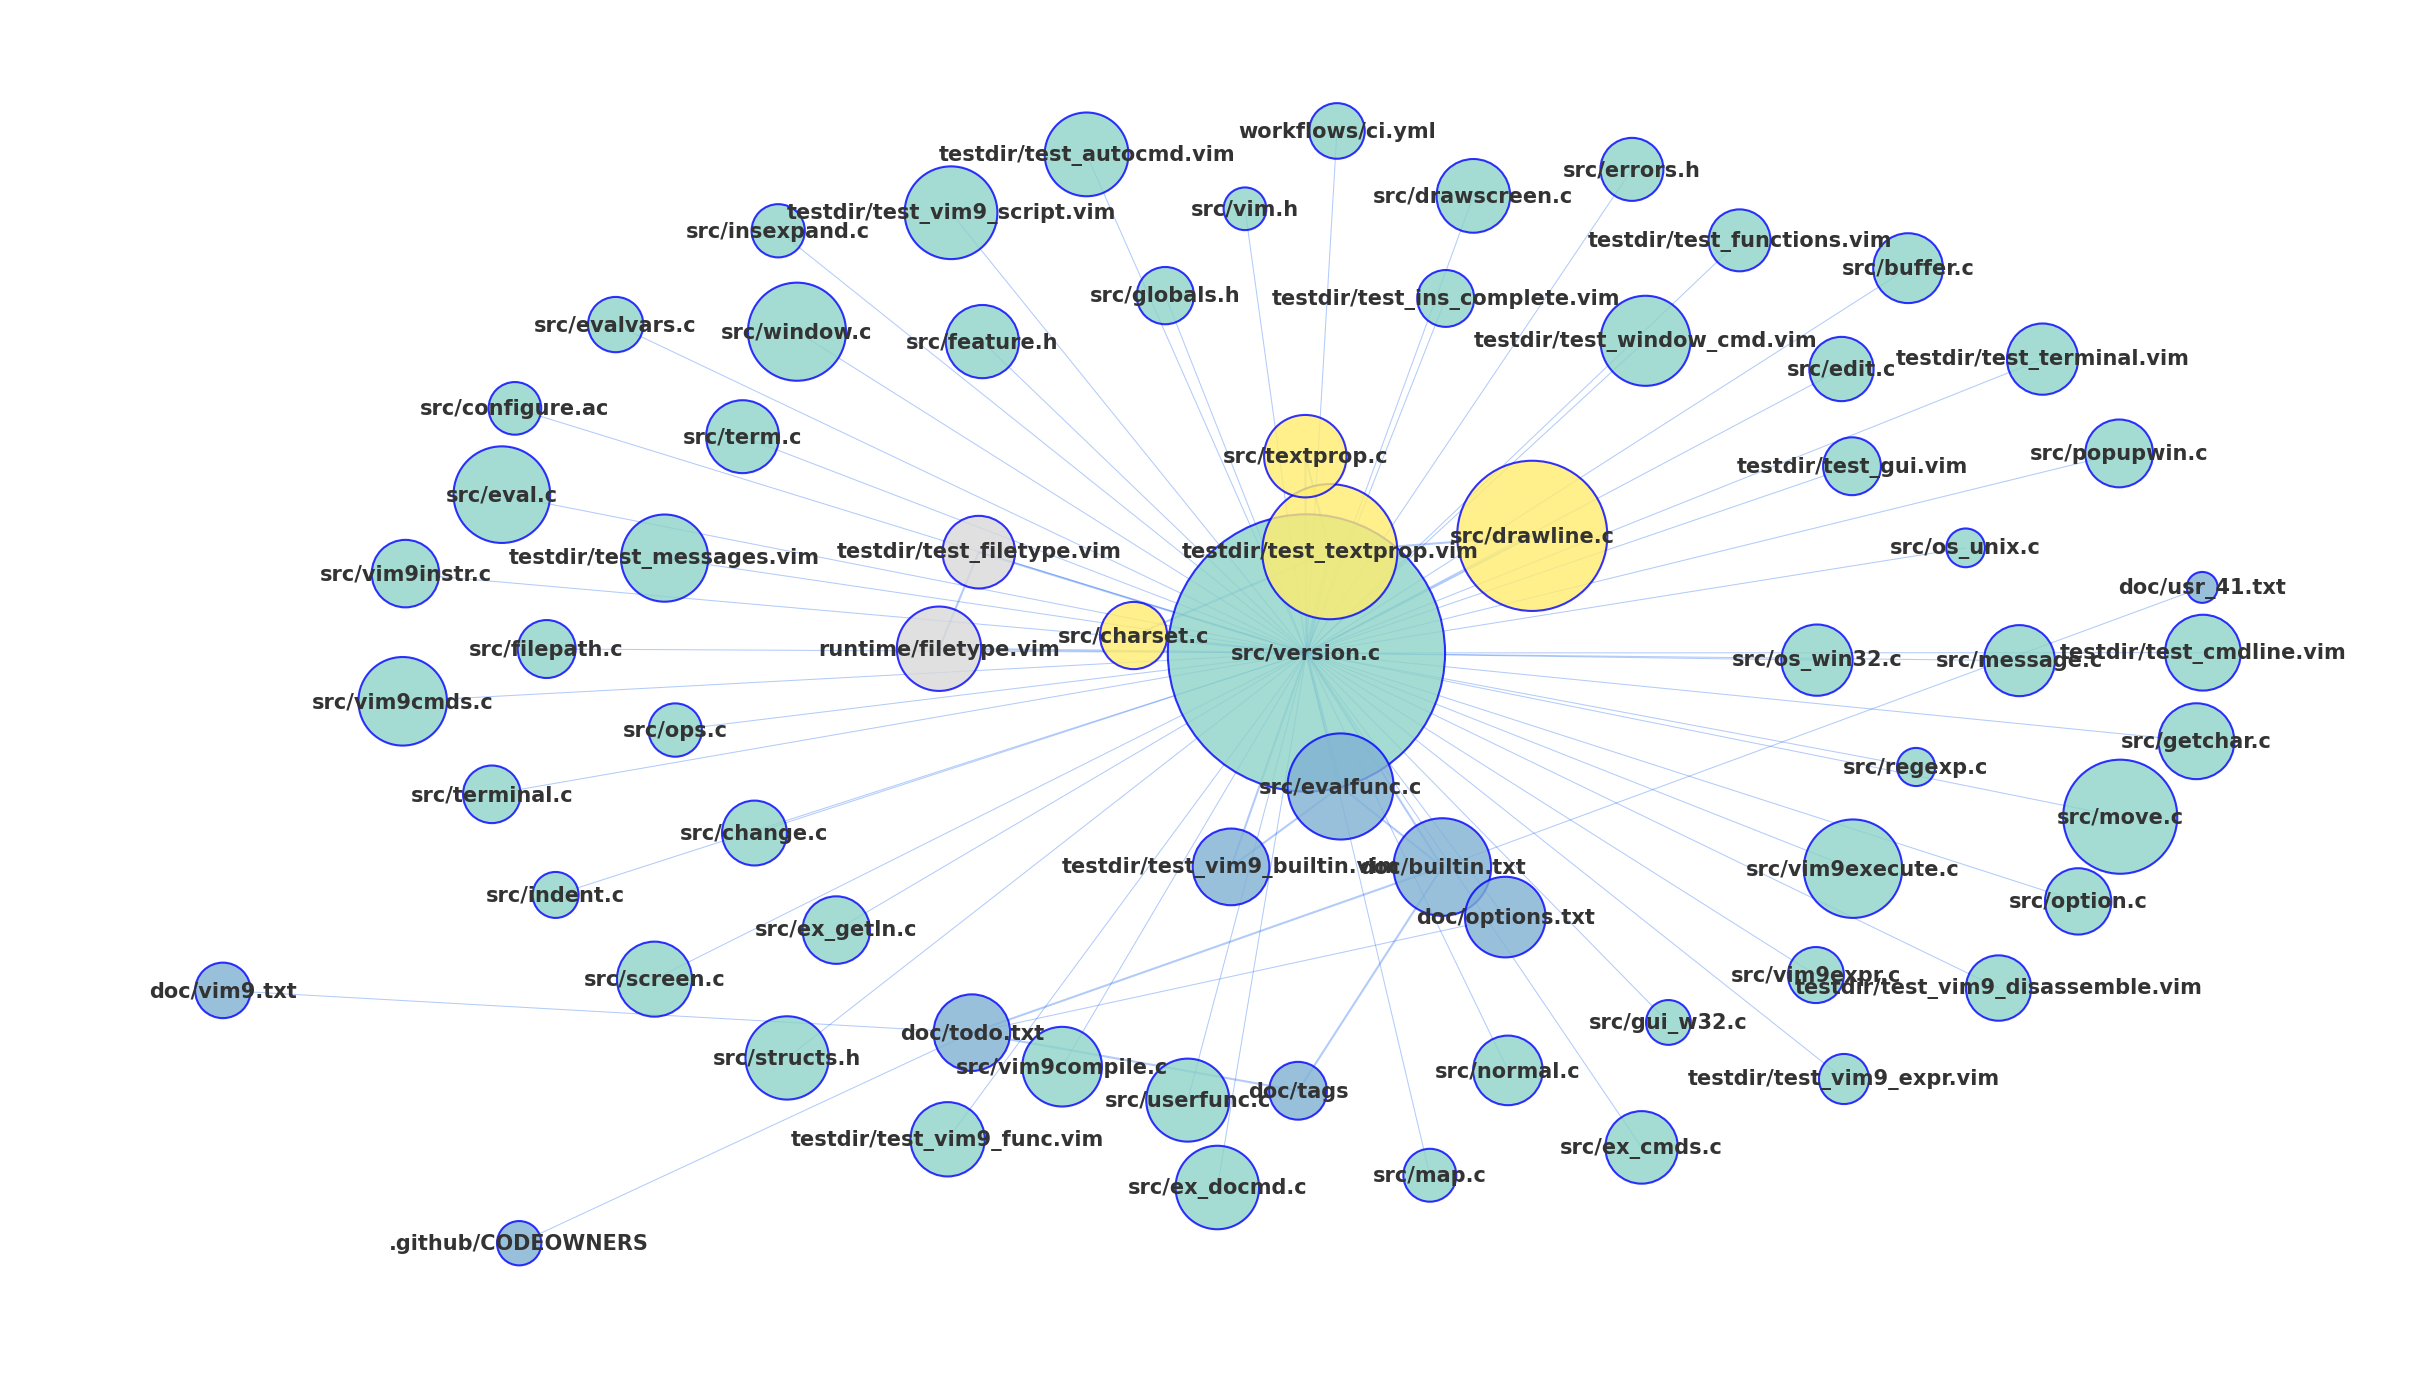 workflows/ci.yml
testdir/test_autocmd.vim
src/errors.h
src/drawscreen.c
src/vim.h
testdir/test_vim9_script.vim
src/insexpand.c
testdir/test_functions.vim
src/buffer.c
src/globals.h
testdir/test_ins_complete.vim
src/evalvars.c
src/window.c
src/feature.h
testdir/test_window_cmd.vim
testdir/test_terminal.vim
src/edit.c
src/configure.ac
src/term.c
src/textprop.c
src/popupwin.c
testdir/test_gui.vim
src/eval.c
src/drawline.c
src/os_unix.c
testdir/test_filetype.vim
testdir/test_textprop.vim
testdir/test_messages.vim
src/vim9instr.c
doc/usr_41.txt
src/charset.c
src/filepath.c
runtime/filetype.vim
src/version.c
testdir/test_cmdline.vim
src/os_win32.c
src/message.c
src/vim9cmds.c
src/ops.c
src/getchar.c
src/regexp.c
src/evalfunc.c
src/terminal.c
src/move.c
src/change.c
testdir/test_vim9_builtin.vim
doc/builtin.txt
src/vim9execute.c
src/indent.c
src/option.c
doc/options.txt
src/ex_getln.c
src/screen.c
src/vim9expr.c
testdir/test_vim9_disassemble.vim
doc/vim9.txt
src/gui_w32.c
doc/todo.txt
src/structs.h
src/vim9compile.c
src/normal.c
testdir/test_vim9_expr.vim
doc/tags
src/userfunc.c
testdir/test_vim9_func.vim
src/ex_cmds.c
src/map.c
src/ex_docmd.c
.github/CODEOWNERS